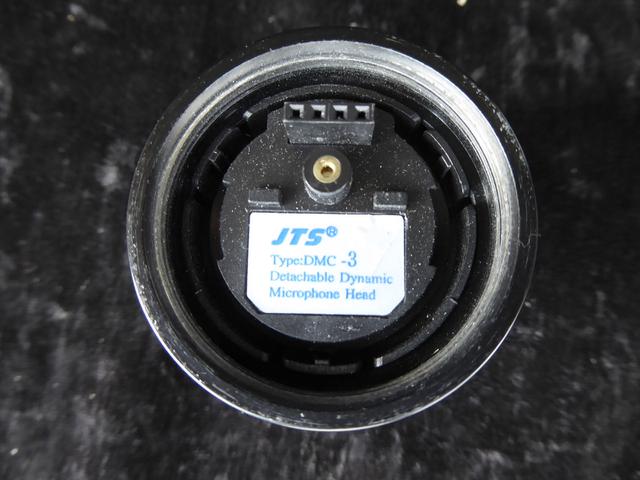 JTS®
Type:DMC -3
Detachable Dynamic
Microphone Head